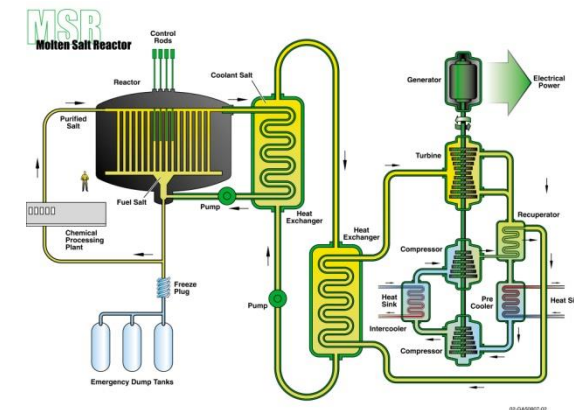 MSR
Molten Salt Reactor
Control
Rods
Reactor
Coolant Salt
Generator
Electrical
Power
Purified
Salt
Turbine
Fuel Salt
Pump
Heat
Exchanger
Recuperator
Chemical
Processing
Plant
Heat
Exchanger
Compressor
Freeze
Plug
Pump
Heat
Sink
Pre
Cooler
Heat Si
Intercooler
Compressor
Emergency Dump Tanks